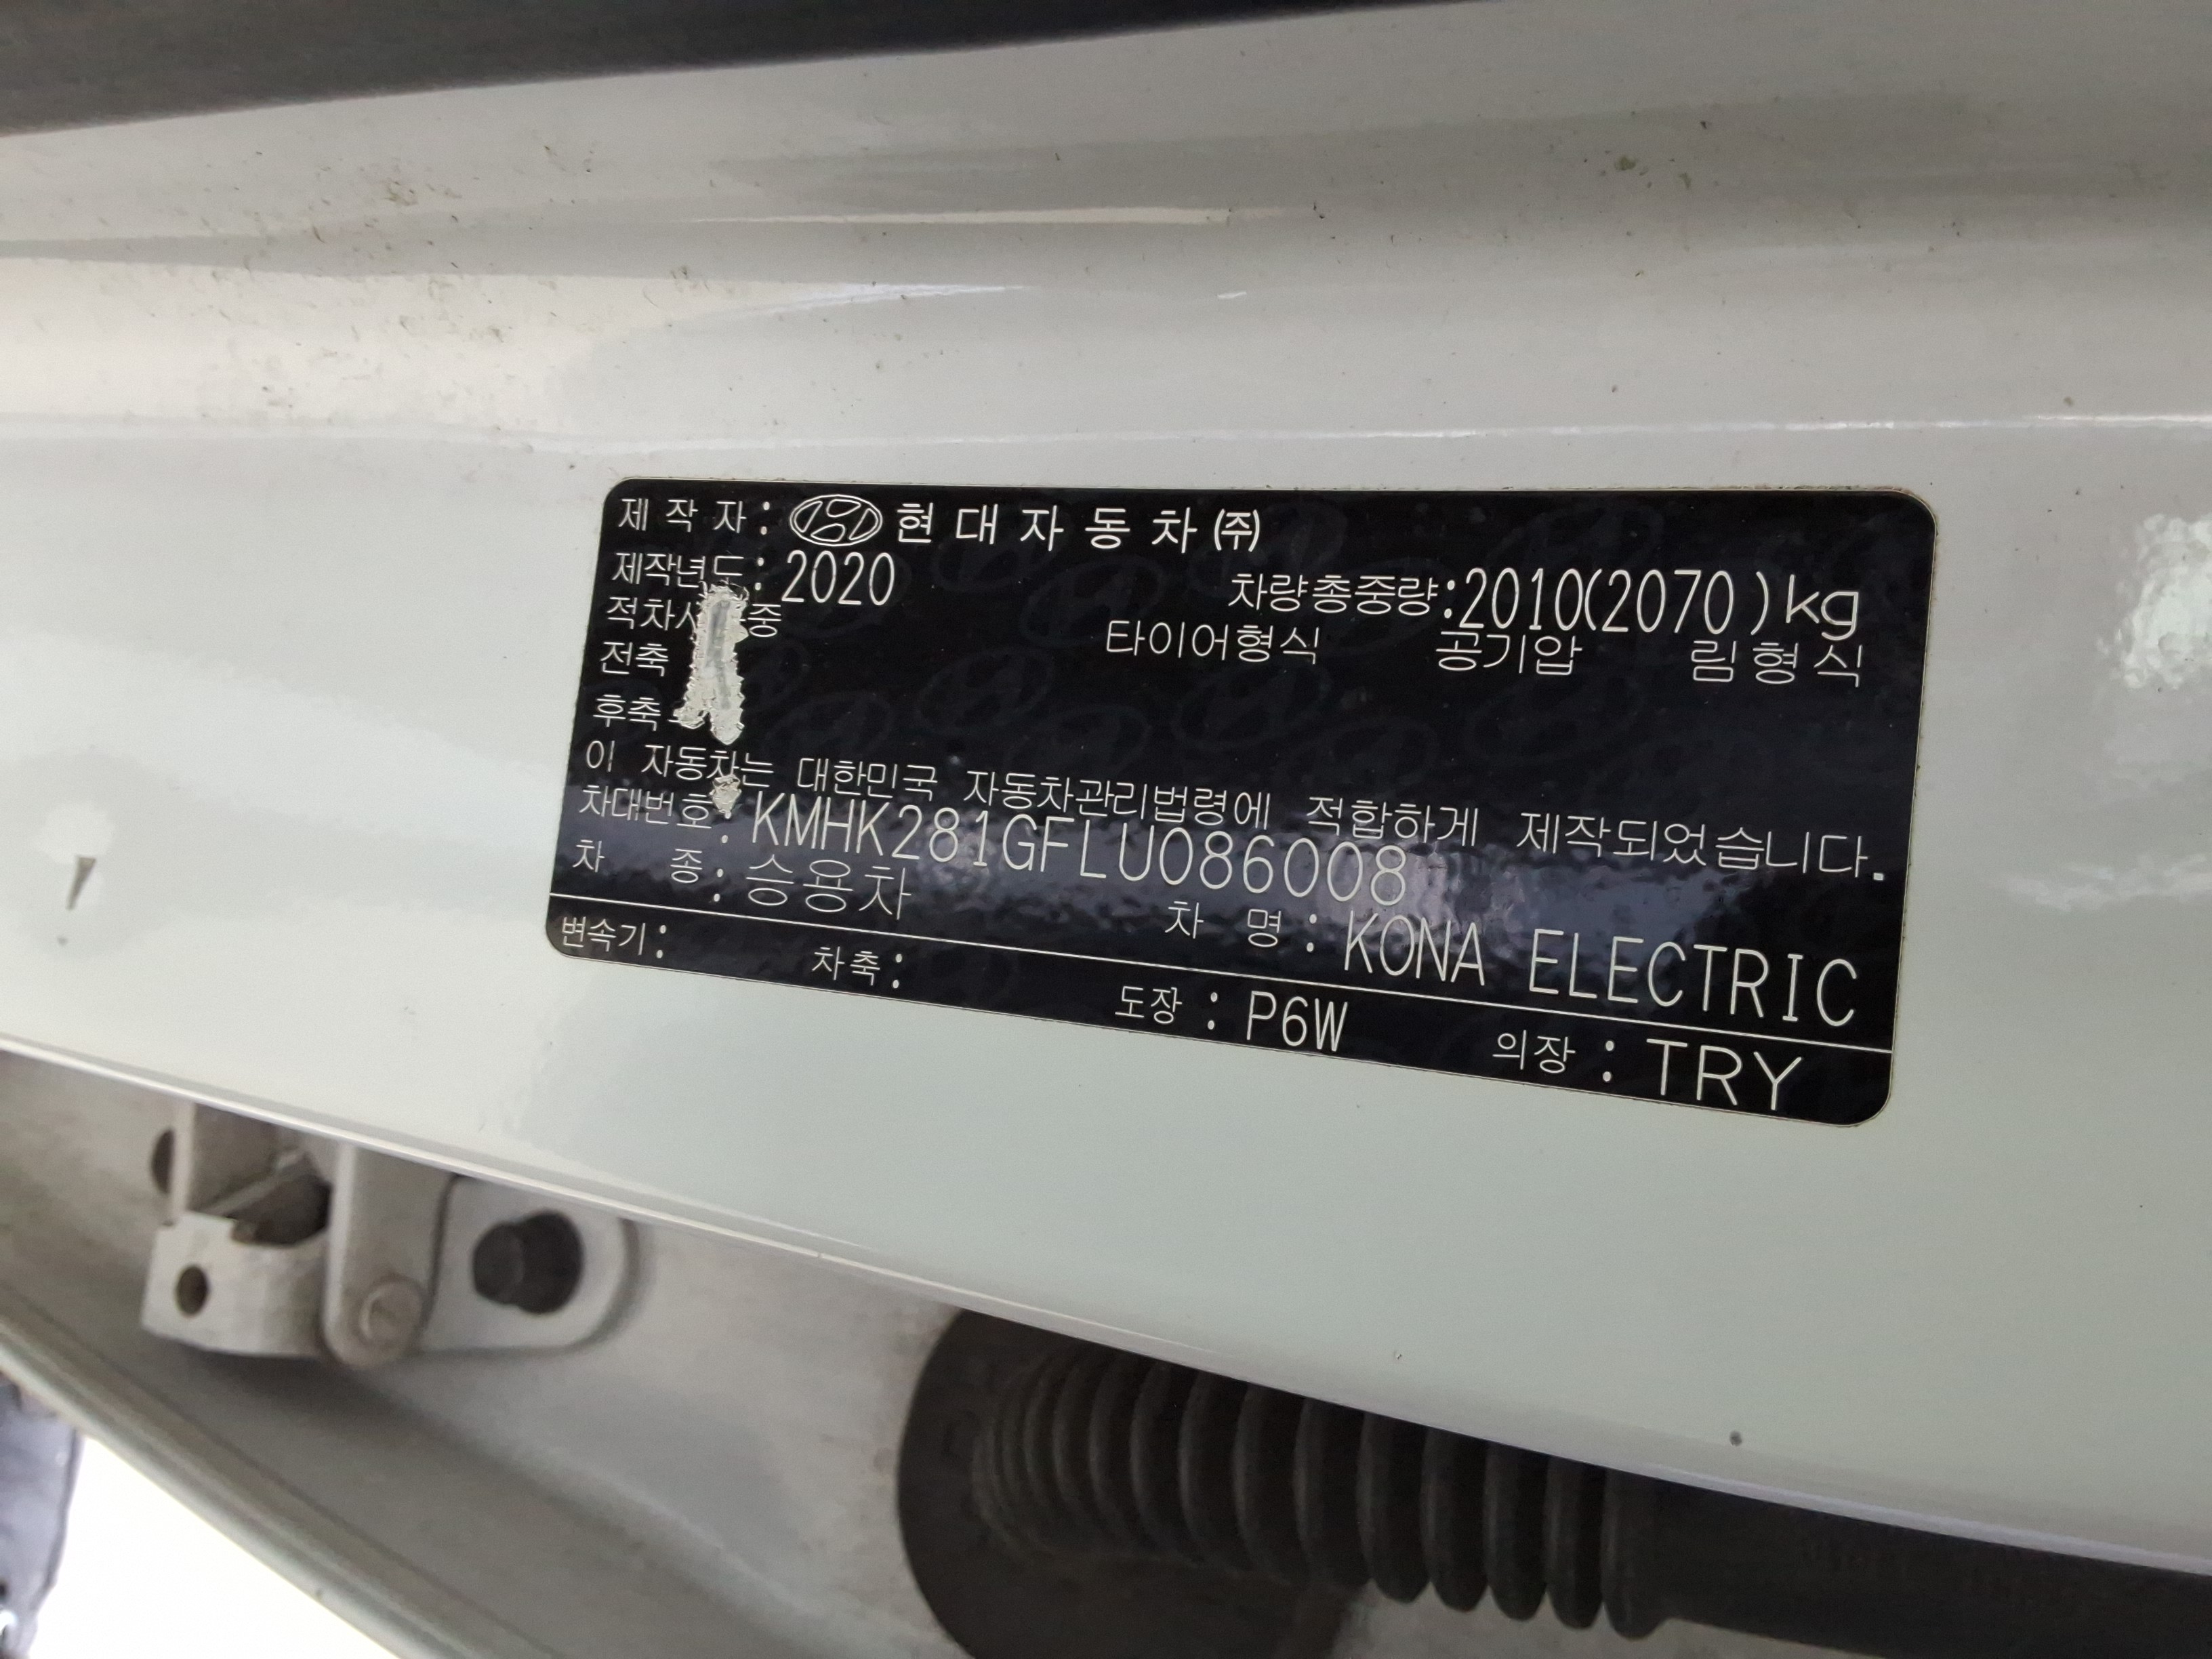 제 작 자 : 현 대 자 동 차 ㈜
제작년도 : 2020
차량총중량 : 2010(2070 ) kg
중
타이어형식 공기압 림형식
전축
후축
이 자동차는 대한민국 자동차관리법령에 적합하게 제작되었습니다.
차대번호 : KMHK281GFLU086008
차 종 : 승용차 차 명 : KONA ELECTRIC
변속기 : 차축 : 도장 : P6W 의장 : TRY